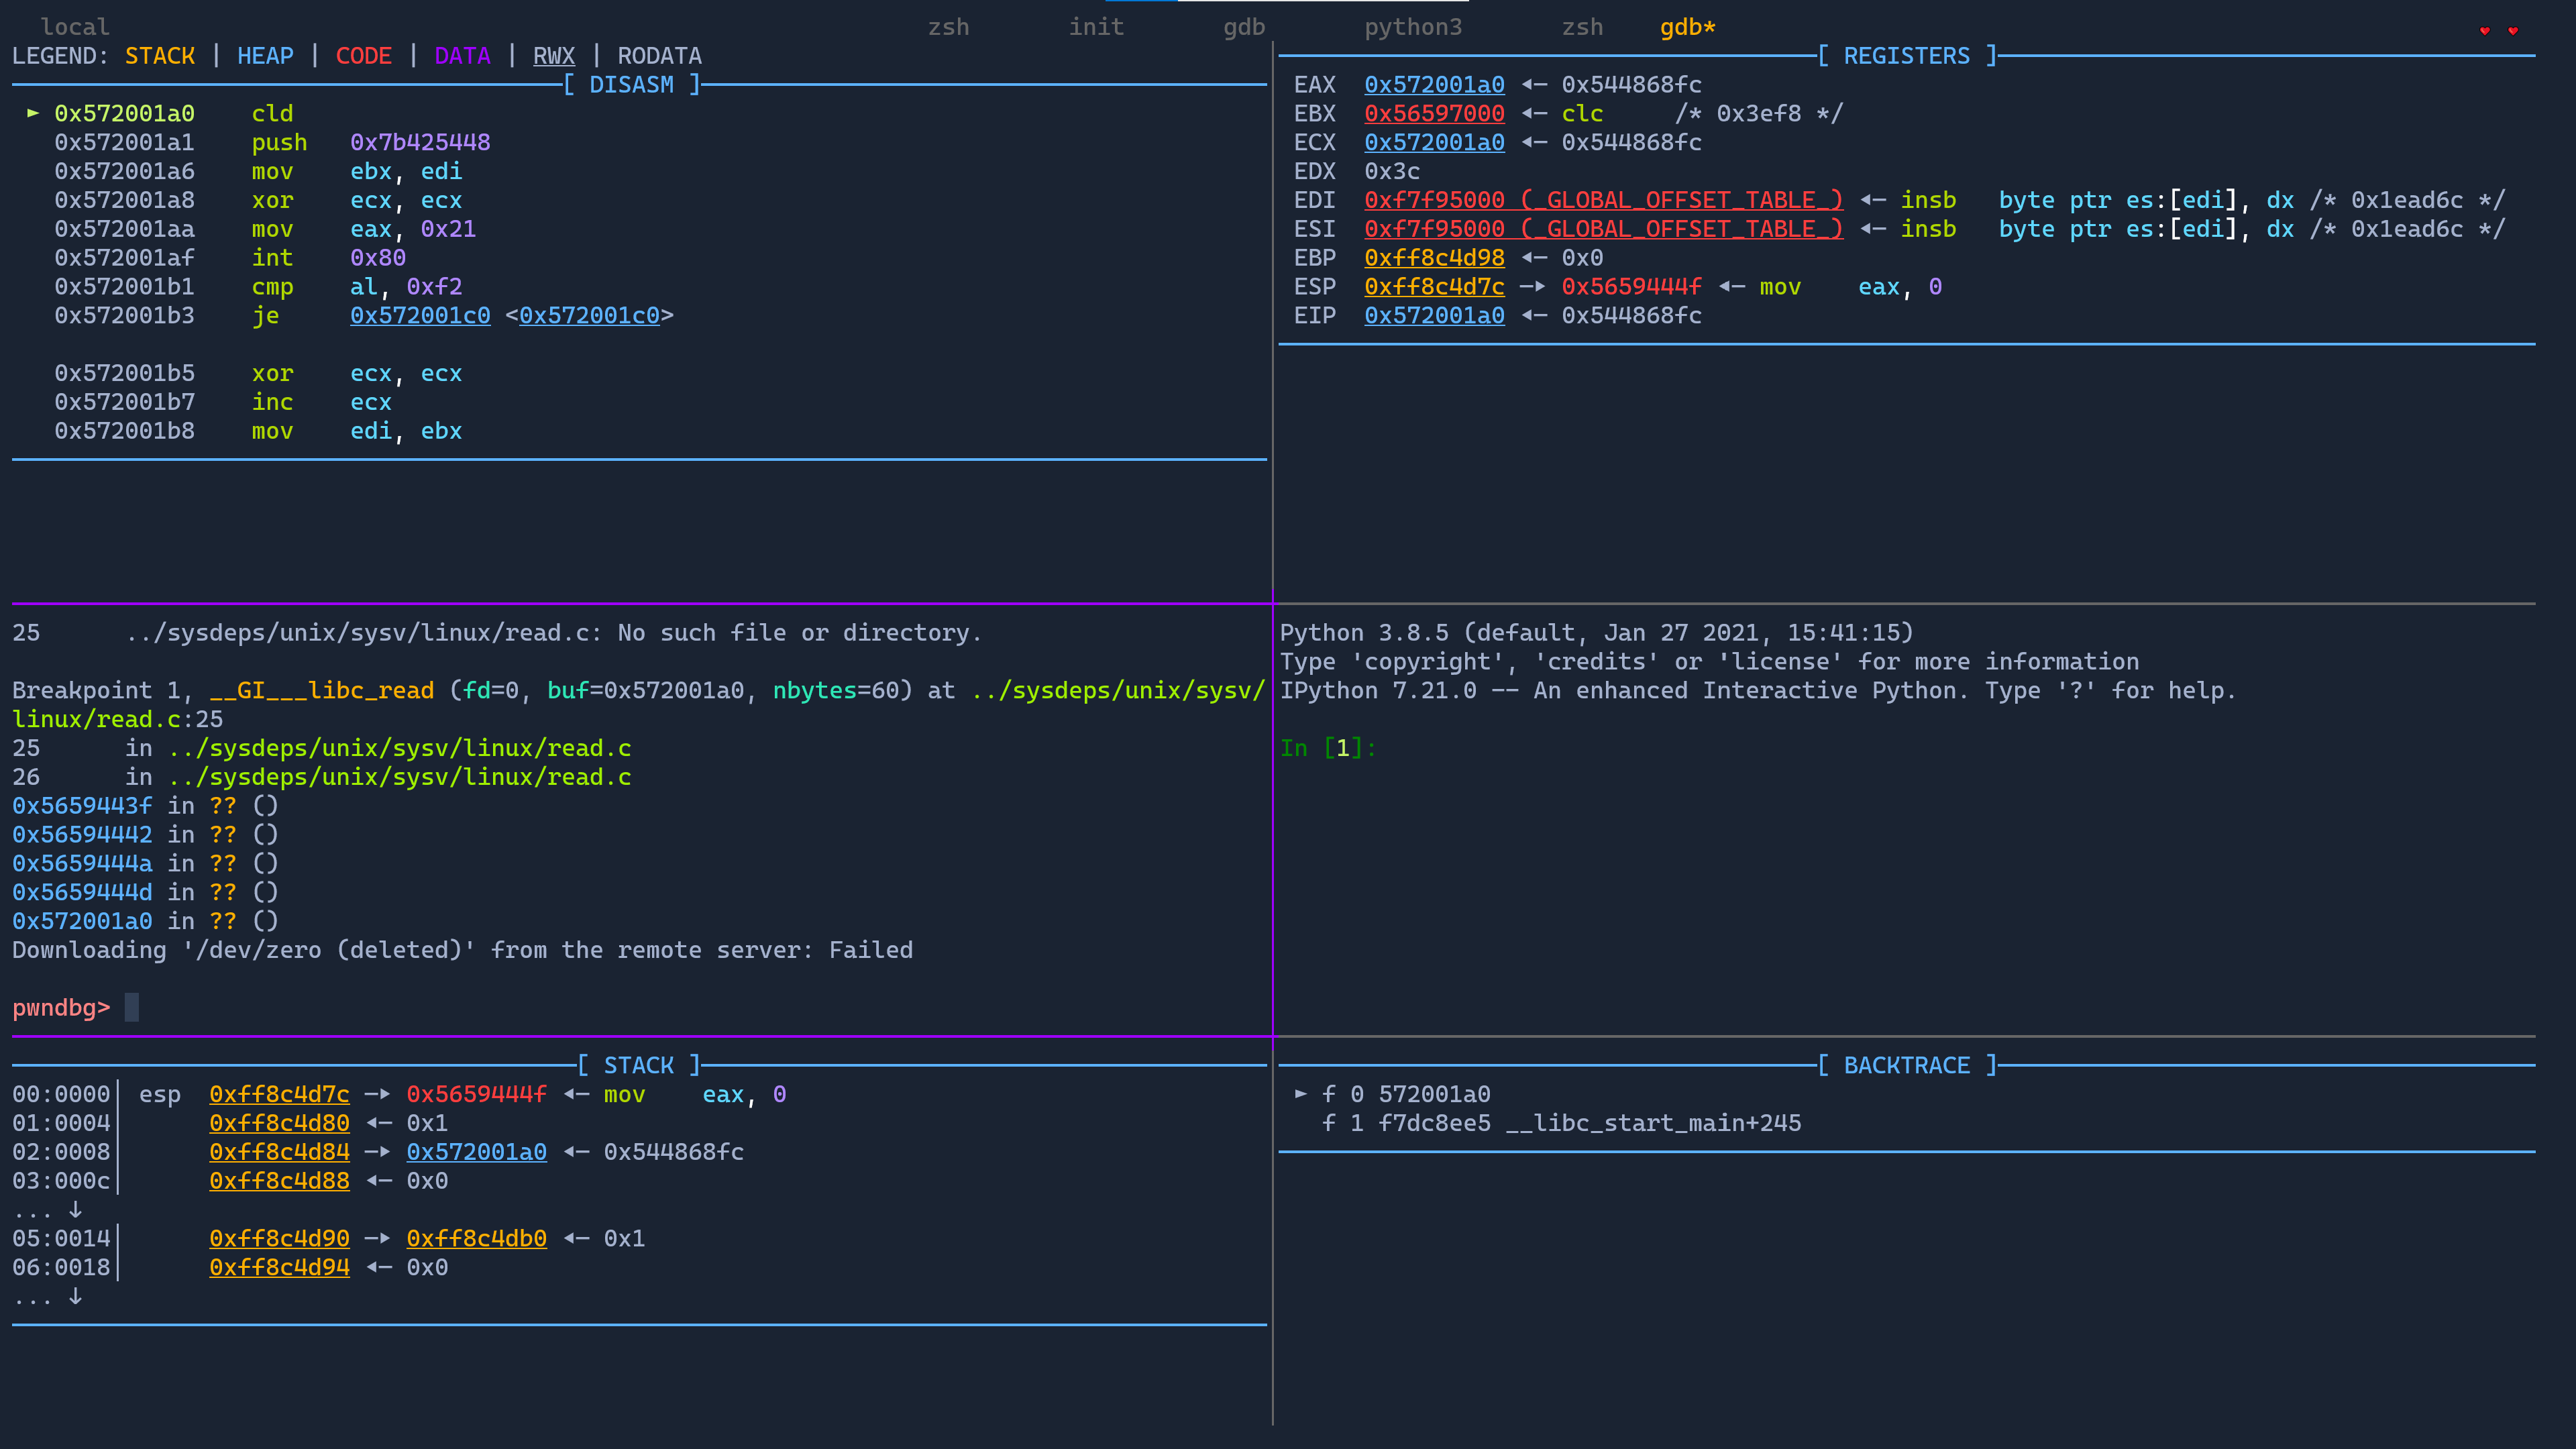 local zsh init gdb python3 zsh gdb*
LEGEND: STACK | HEAP | CODE | DATA | RWX | RODATA
[ DISASM ]
► 0x572001a0 cld
0x572001a1 push 0x7b425448
0x572001a6 mov ebx, edi
0x572001a8 xor ecx, ecx
0x572001aa mov eax, 0x21
0x572001af int 0x80
0x572001b1 cmp al, 0xf2
0x572001b3 je 0x572001c0 <0x572001c0>
0x572001b5 xor ecx, ecx
0x572001b7 inc ecx
0x572001b8 mov edi, ebx
[ REGISTERS ]
EAX 0x572001a0 ◂— 0x544868fc
EBX 0x56597000 ◂— clc /* 0x3ef8 */
ECX 0x572001a0 ◂— 0x544868fc
EDX 0x3c
EDI 0xf7f95000 (_GLOBAL_OFFSET_TABLE_) ◂— insb byte ptr es:[edi], dx /* 0x1ead6c */
ESI 0xf7f95000 (_GLOBAL_OFFSET_TABLE_) ◂— insb byte ptr es:[edi], dx /* 0x1ead6c */
EBP 0xff8c4d98 ◂— 0x0
ESP 0xff8c4d7c —▸ 0x5659444f ◂— mov eax, 0
EIP 0x572001a0 ◂— 0x544868fc
25 ../sysdeps/unix/sysv/linux/read.c: No such file or directory.
Breakpoint 1, __GI___libc_read (fd=0, buf=0x572001a0, nbytes=60) at ../sysdeps/unix/sysv/
linux/read.c:25
25 in ../sysdeps/unix/sysv/linux/read.c
26 in ../sysdeps/unix/sysv/linux/read.c
0x5659443f in ?? ()
0x56594442 in ?? ()
0x5659444a in ?? ()
0x5659444d in ?? ()
0x572001a0 in ?? ()
Downloading '/dev/zero (deleted)' from the remote server: Failed
pwndbg>
Python 3.8.5 (default, Jan 27 2021, 15:41:15)
Type 'copyright', 'credits' or 'license' for more information
IPython 7.21.0 -- An enhanced Interactive Python. Type '?' for help.
In [1]:
[ STACK ]
00:0000│ esp 0xff8c4d7c —▸ 0x5659444f ◂— mov eax, 0
01:0004│ 0xff8c4d80 ◂— 0x1
02:0008│ 0xff8c4d84 —▸ 0x572001a0 ◂— 0x544868fc
03:000c│ 0xff8c4d88 ◂— 0x0
... ↓
05:0014│ 0xff8c4d90 —▸ 0xff8c4db0 ◂— 0x1
06:0018│ 0xff8c4d94 ◂— 0x0
... ↓
[ BACKTRACE ]
► f 0 572001a0
f 1 f7dc8ee5 __libc_start_main+245